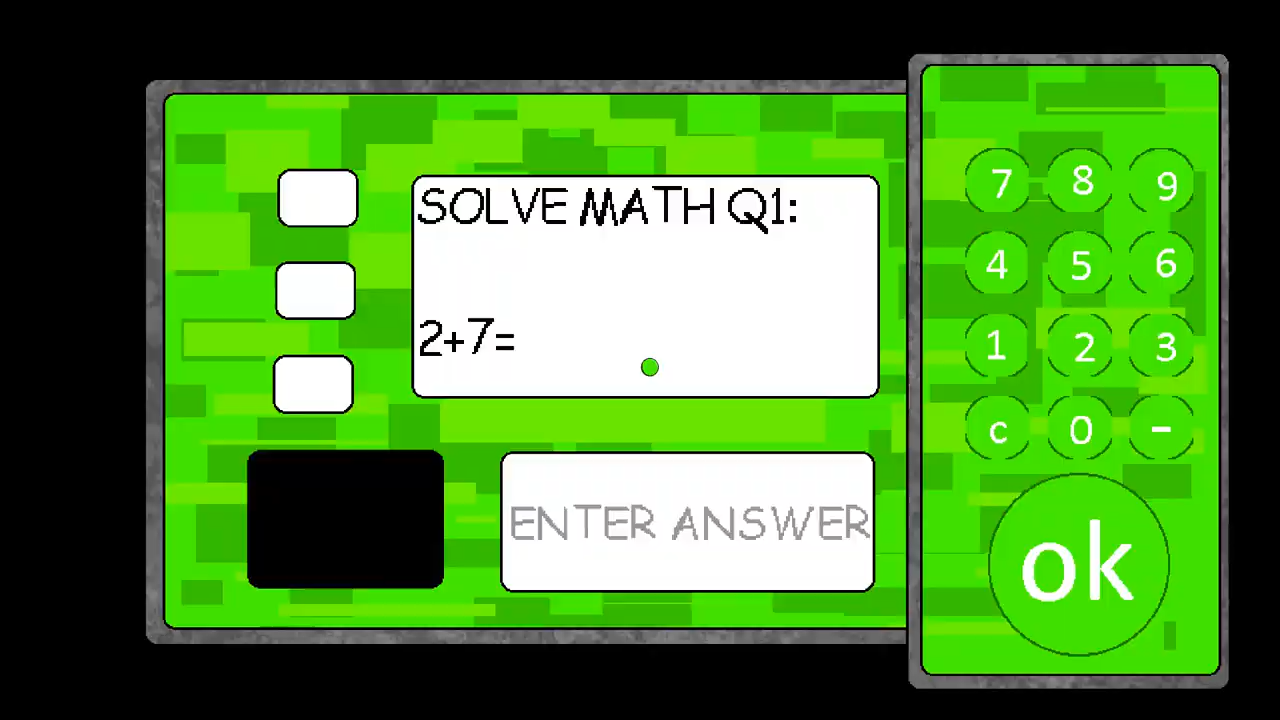 SOLVE MATH Q1:
2+7=
ENTER ANSWER
7 8 9
4 5 6
1 2 3
c 0 -
ok